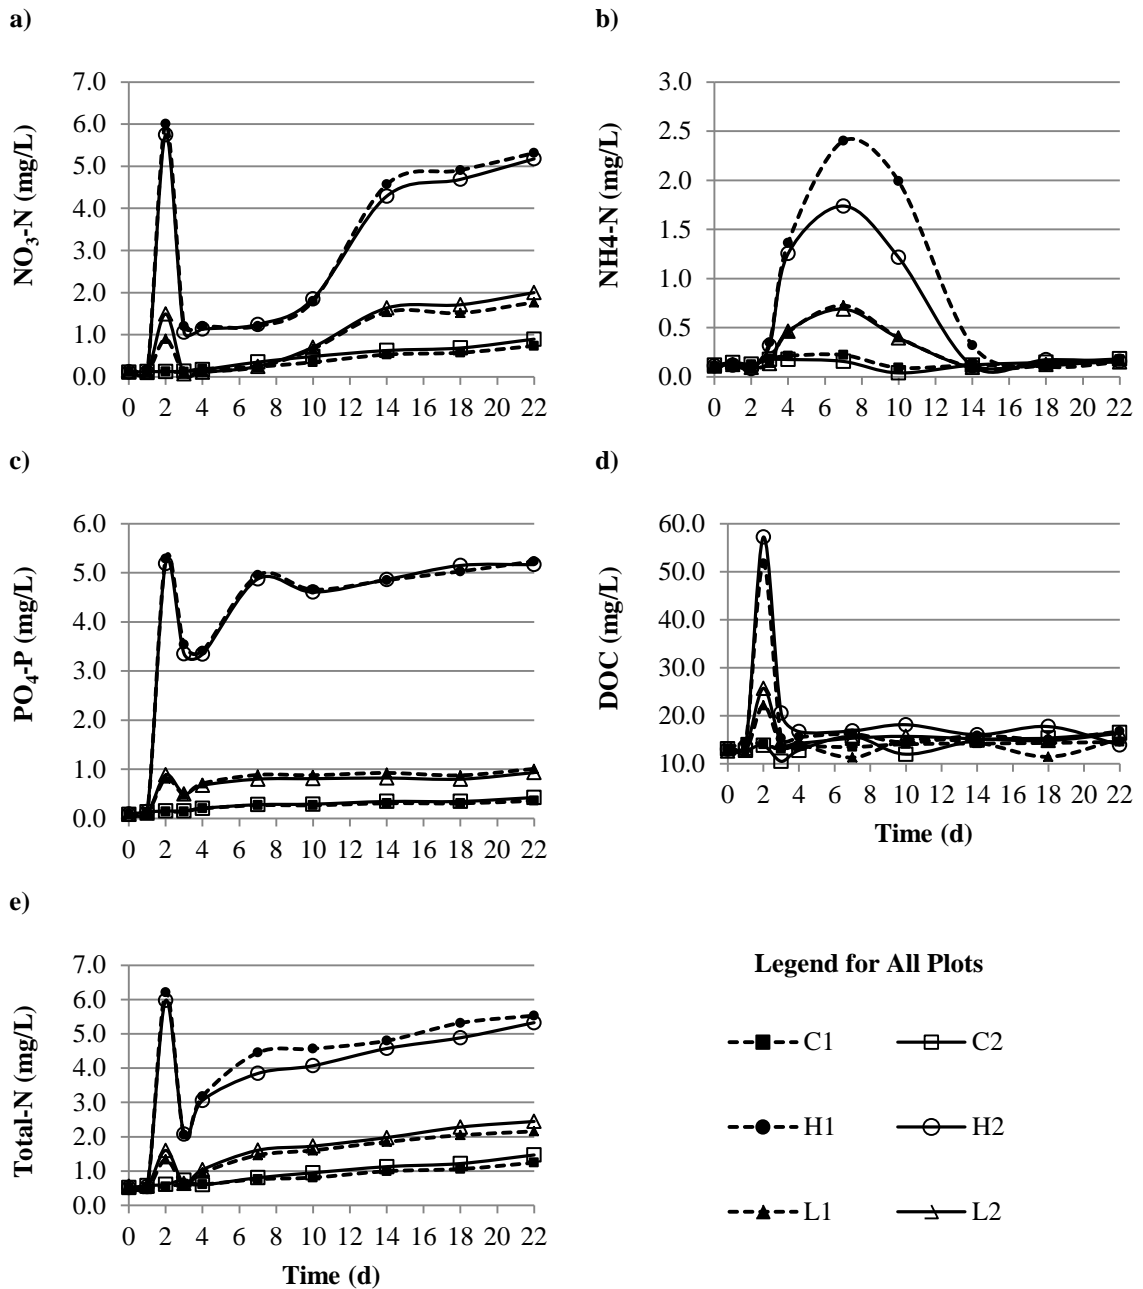 a)
7.0
6.0
5.0
4.0
3.0
2.0
1.0
0.0
NO3-N (mg/L)
0 2 4 6 8 10 12 14 16 18 20 22
b)
3.0
2.5
2.0
1.5
1.0
0.5
0.0
NH4-N (mg/L)
0 2 4 6 8 10 12 14 16 18 20 22
c)
6.0
5.0
4.0
3.0
2.0
1.0
0.0
PO4-P (mg/L)
0 2 4 6 8 10 12 14 16 18 20 22
d)
60.0
50.0
40.0
30.0
20.0
10.0
DOC (mg/L)
0 2 4 6 8 10 12 14 16 18 20 22
Time (d)
e)
7.0
6.0
5.0
4.0
3.0
2.0
1.0
0.0
Total-N (mg/L)
0 2 4 6 8 10 12 14 16 18 20 22
Time (d)
Legend for All Plots
C1 C2
H1 H2
L1 L2